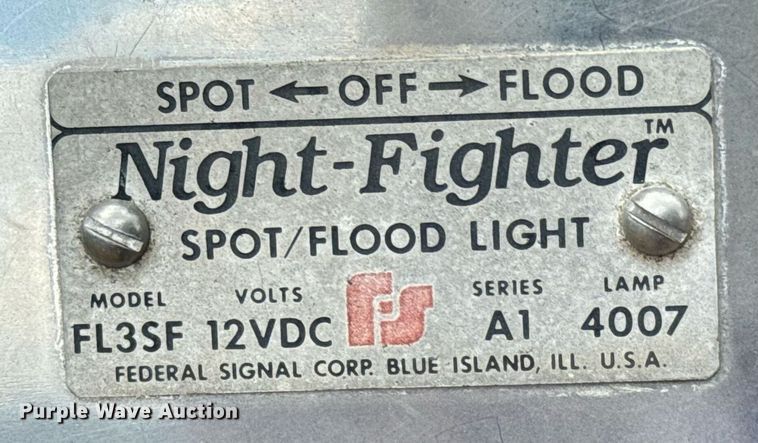 SPOT ← OFF → FLOOD
Night-Fighter™
SPOT/FLOOD LIGHT
MODEL VOLTS SERIES LAMP
FL3SF 12VDC FS A1 4007
FEDERAL SIGNAL CORP. BLUE ISLAND, ILL. U.S.A.
Purple Wave Auction